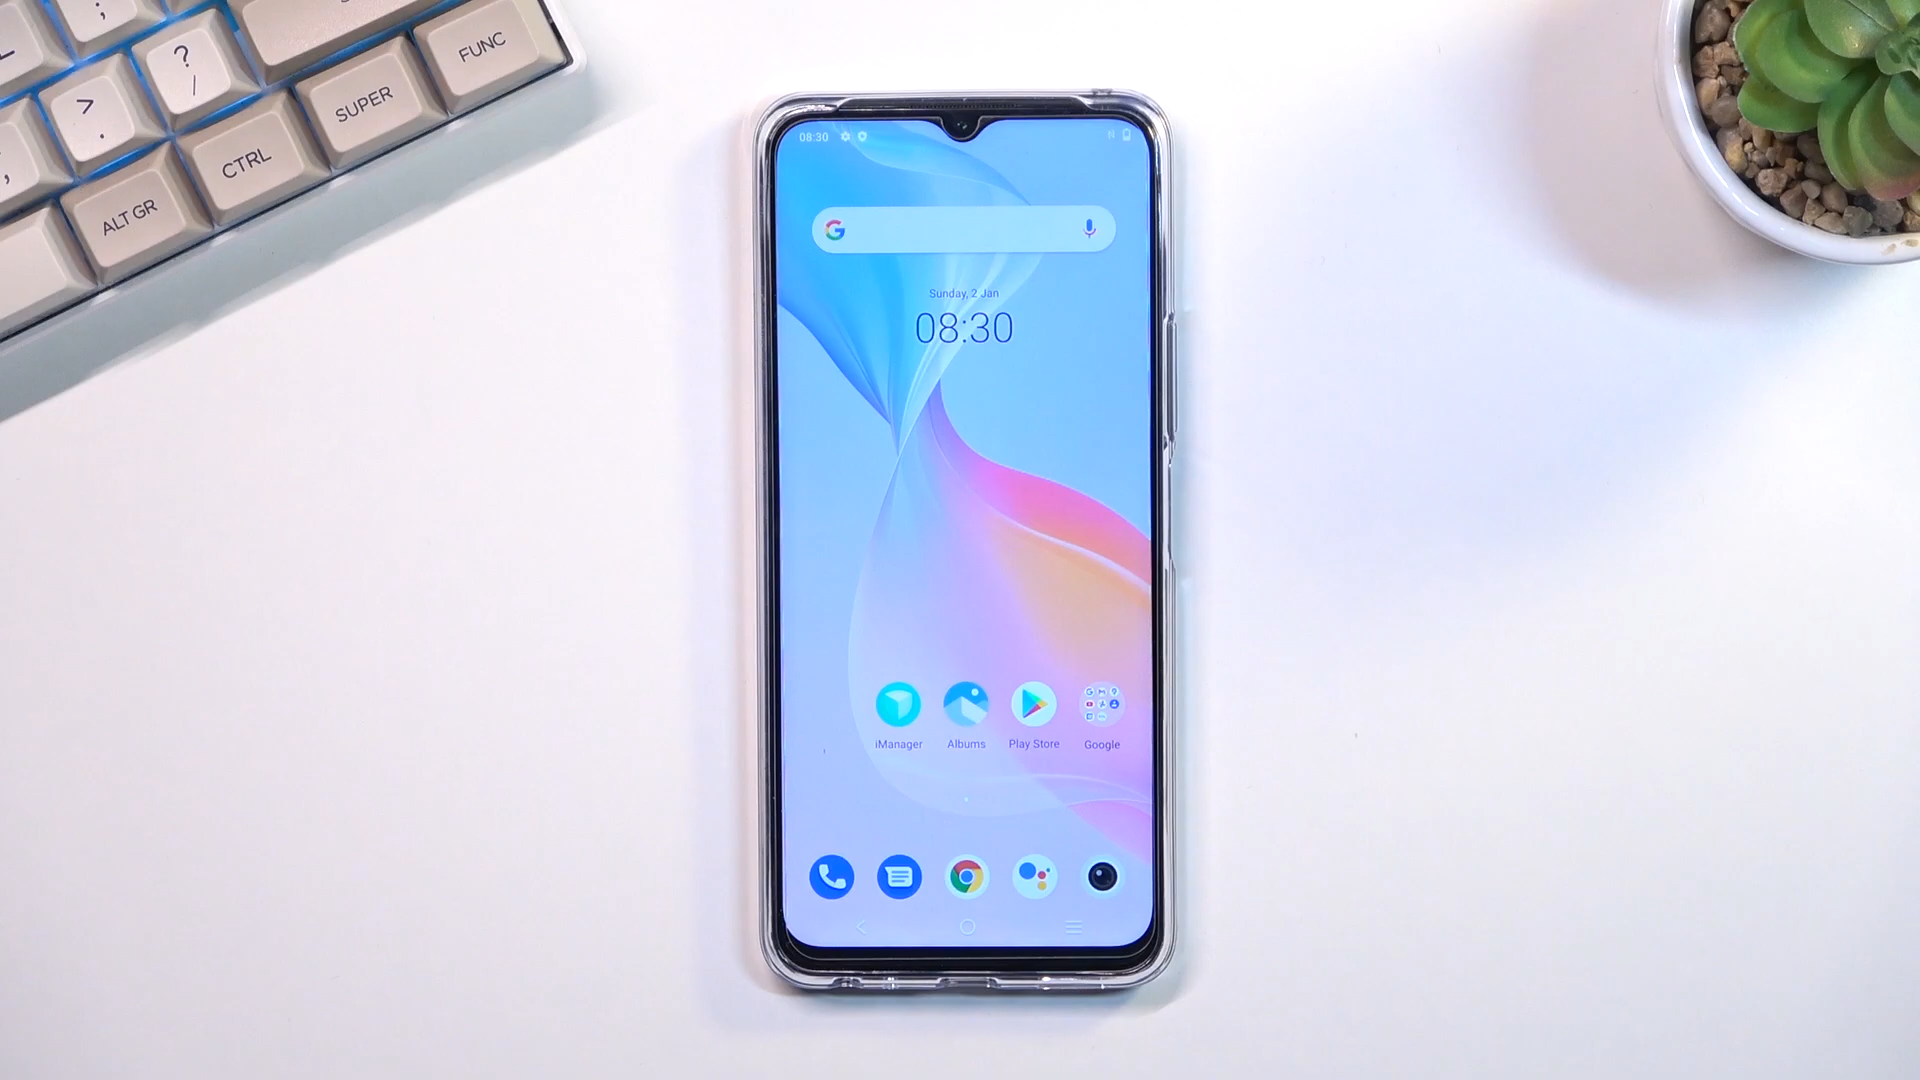 FUNC
?
/
SUPER
>
.
CTRL
ALT GR
;
,
08:30
Sunday, 2 Jan
08:30
iManager
Albums
Play Store
Google